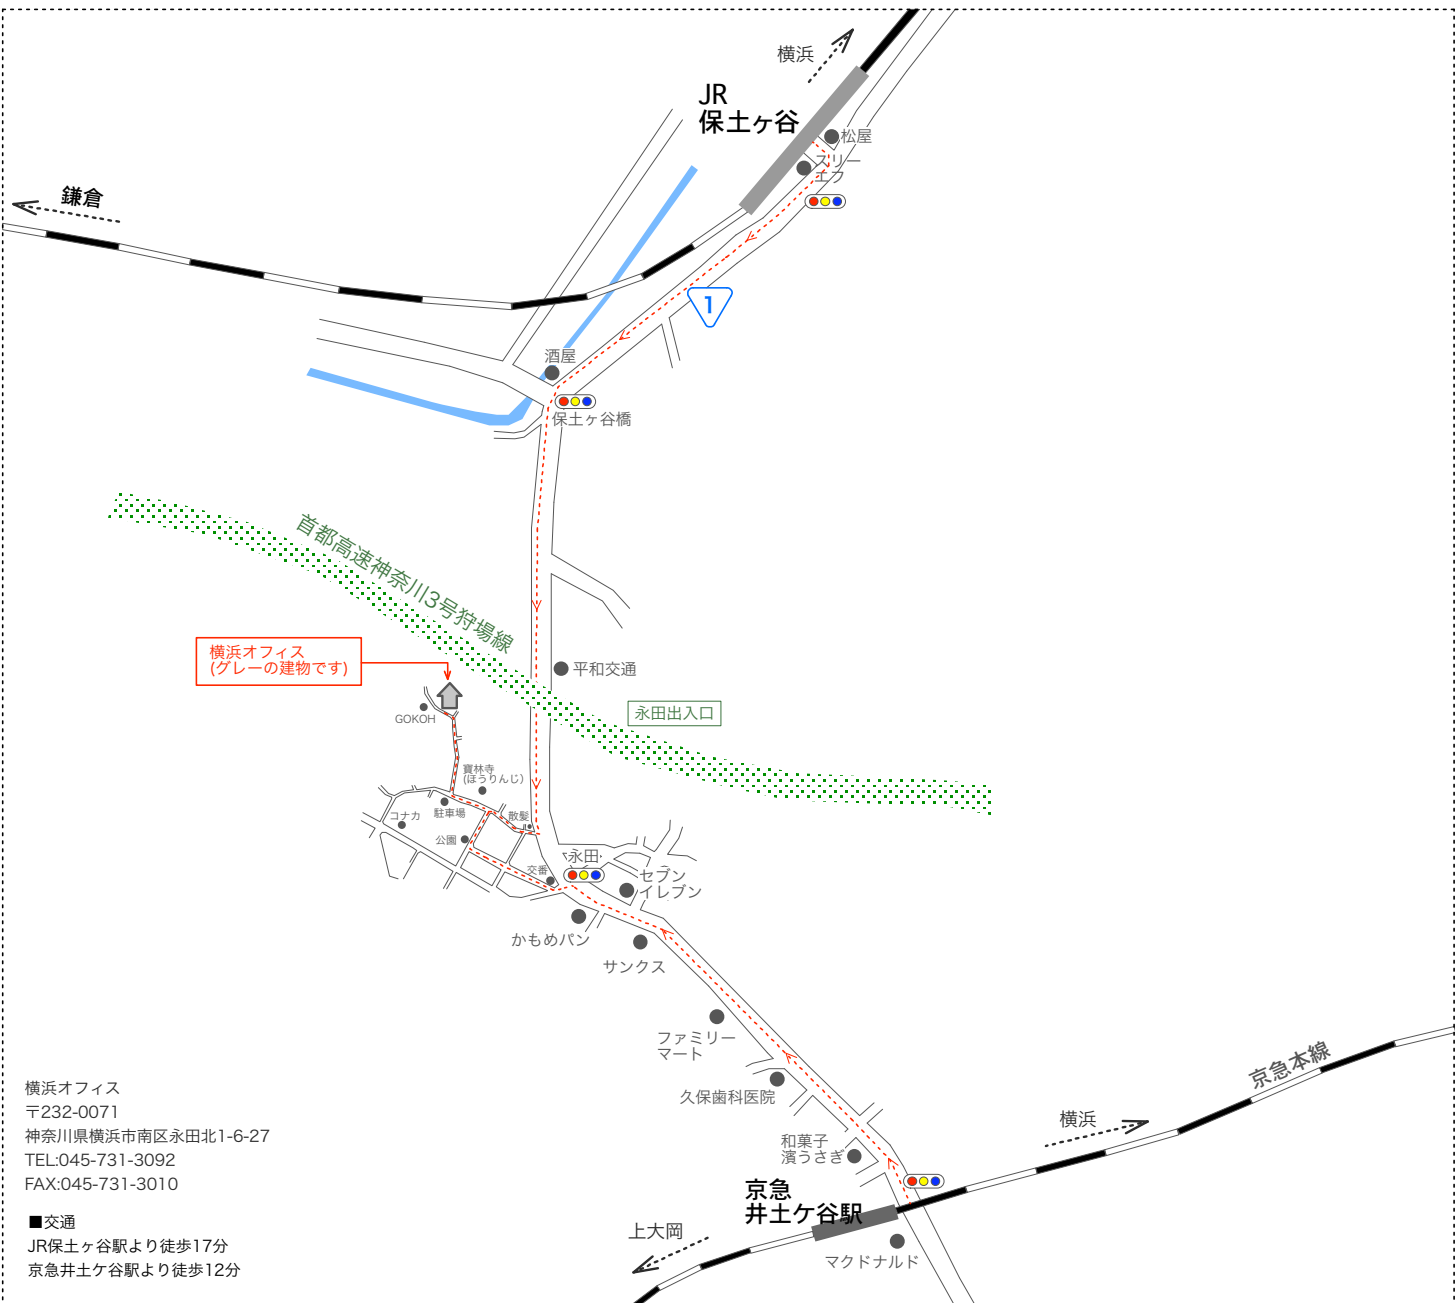 横浜
JR
保土ヶ谷
松屋
スリー
エフ
鎌倉
1
酒屋
保土ヶ谷橋
首都高速神奈川3号狩場線
横浜オフィス
(グレーの建物です)
平和交通
永田出入口
GOKOH
寶林寺
(ほうりんじ)
駐車場
コナカ
散髪
公園
永田
交番
セブン
イレブン
かもめパン
サンクス
ファミリー
マート
久保歯科医院
京急本線
横浜
和菓子
濱うさぎ
京急
井土ケ谷駅
上大岡
マクドナルド
横浜オフィス
〒232-0071
神奈川県横浜市南区永田北1-6-27
TEL:045-731-3092
FAX:045-731-3010
■交通
JR保土ヶ谷駅より徒歩17分
京急井土ケ谷駅より徒歩12分